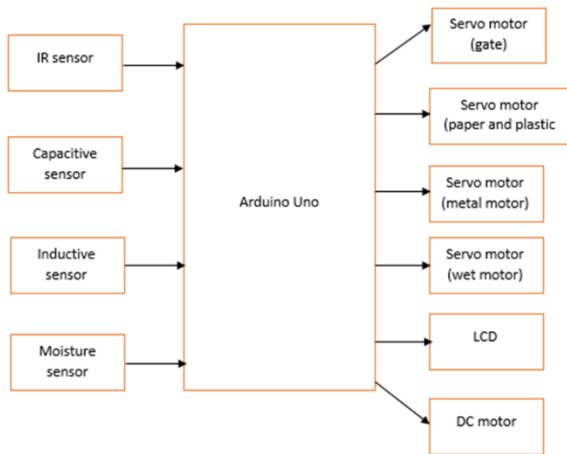 IR sensor
Capacitive
sensor
Inductive
sensor
Moisture
sensor
Arduino Uno
Servo motor
(gate)
Servo motor
(paper and plastic
Servo motor
(metal motor)
Servo motor
(wet motor)
LCD
DC motor